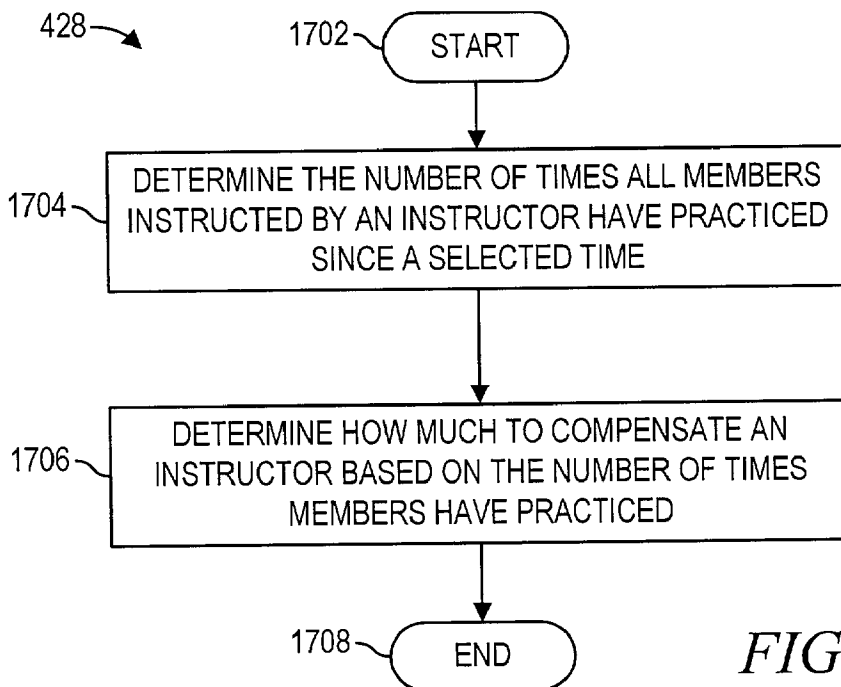 428
1702
START
1704
DETERMINE THE NUMBER OF TIMES ALL MEMBERS
INSTRUCTED BY AN INSTRUCTOR HAVE PRACTICED
SINCE A SELECTED TIME
1706
DETERMINE HOW MUCH TO COMPENSATE AN
INSTRUCTOR BASED ON THE NUMBER OF TIMES
MEMBERS HAVE PRACTICED
1708
END
FIG